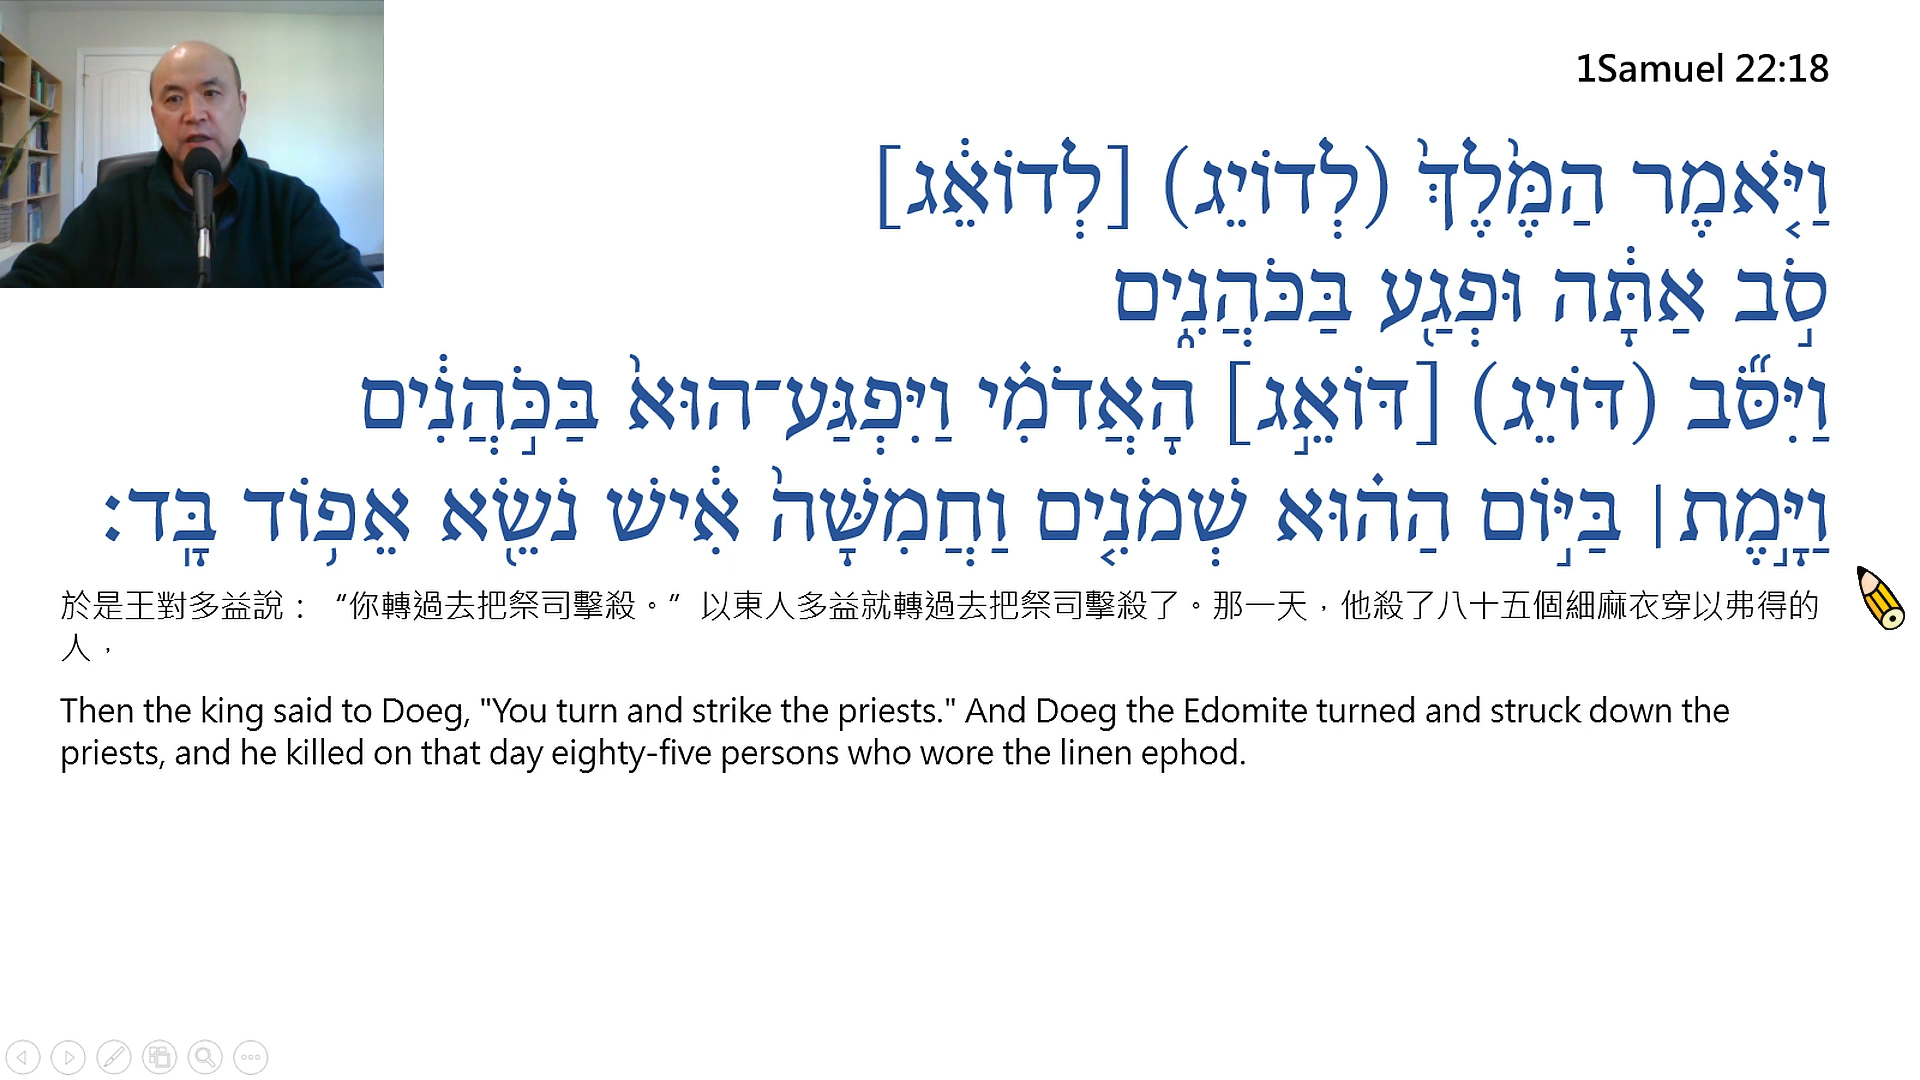 1Samuel 22:18
וַיֹּ֤אמֶר הַמֶּ֙לֶךְ֙ (לְדוֹיֵג) [לְדוֹאֵ֔ג]
סֹ֣ב אַתָּ֔ה וּפְגַ֖ע בַּכֹּהֲנִ֑ים
וַיִּסֹּ֞ב (דּוֹיֵג) [דּוֹאֵ֣ג] הָאֲדֹמִ֗י וַיִּפְגַּע־הוּא֙ בַּכֹּ֣הֲנִ֔ים
וַיָּ֣מֶת׀ בַּיּ֣וֹם הַה֗וּא שְׁמֹנִ֤ים וַחֲמִשָּׁה֙ אִ֔ישׁ נֹשֵׂ֖א אֵפ֥וֹד בָּֽד׃
於是王對多益說：“你轉過去把祭司擊殺。”以東人多益就轉過去把祭司擊殺了。那一天，他殺了八十五個細麻衣穿以弗得的
人，
Then the king said to Doeg, "You turn and strike the priests." And Doeg the Edomite turned and struck down the
priests, and he killed on that day eighty-five persons who wore the linen ephod.